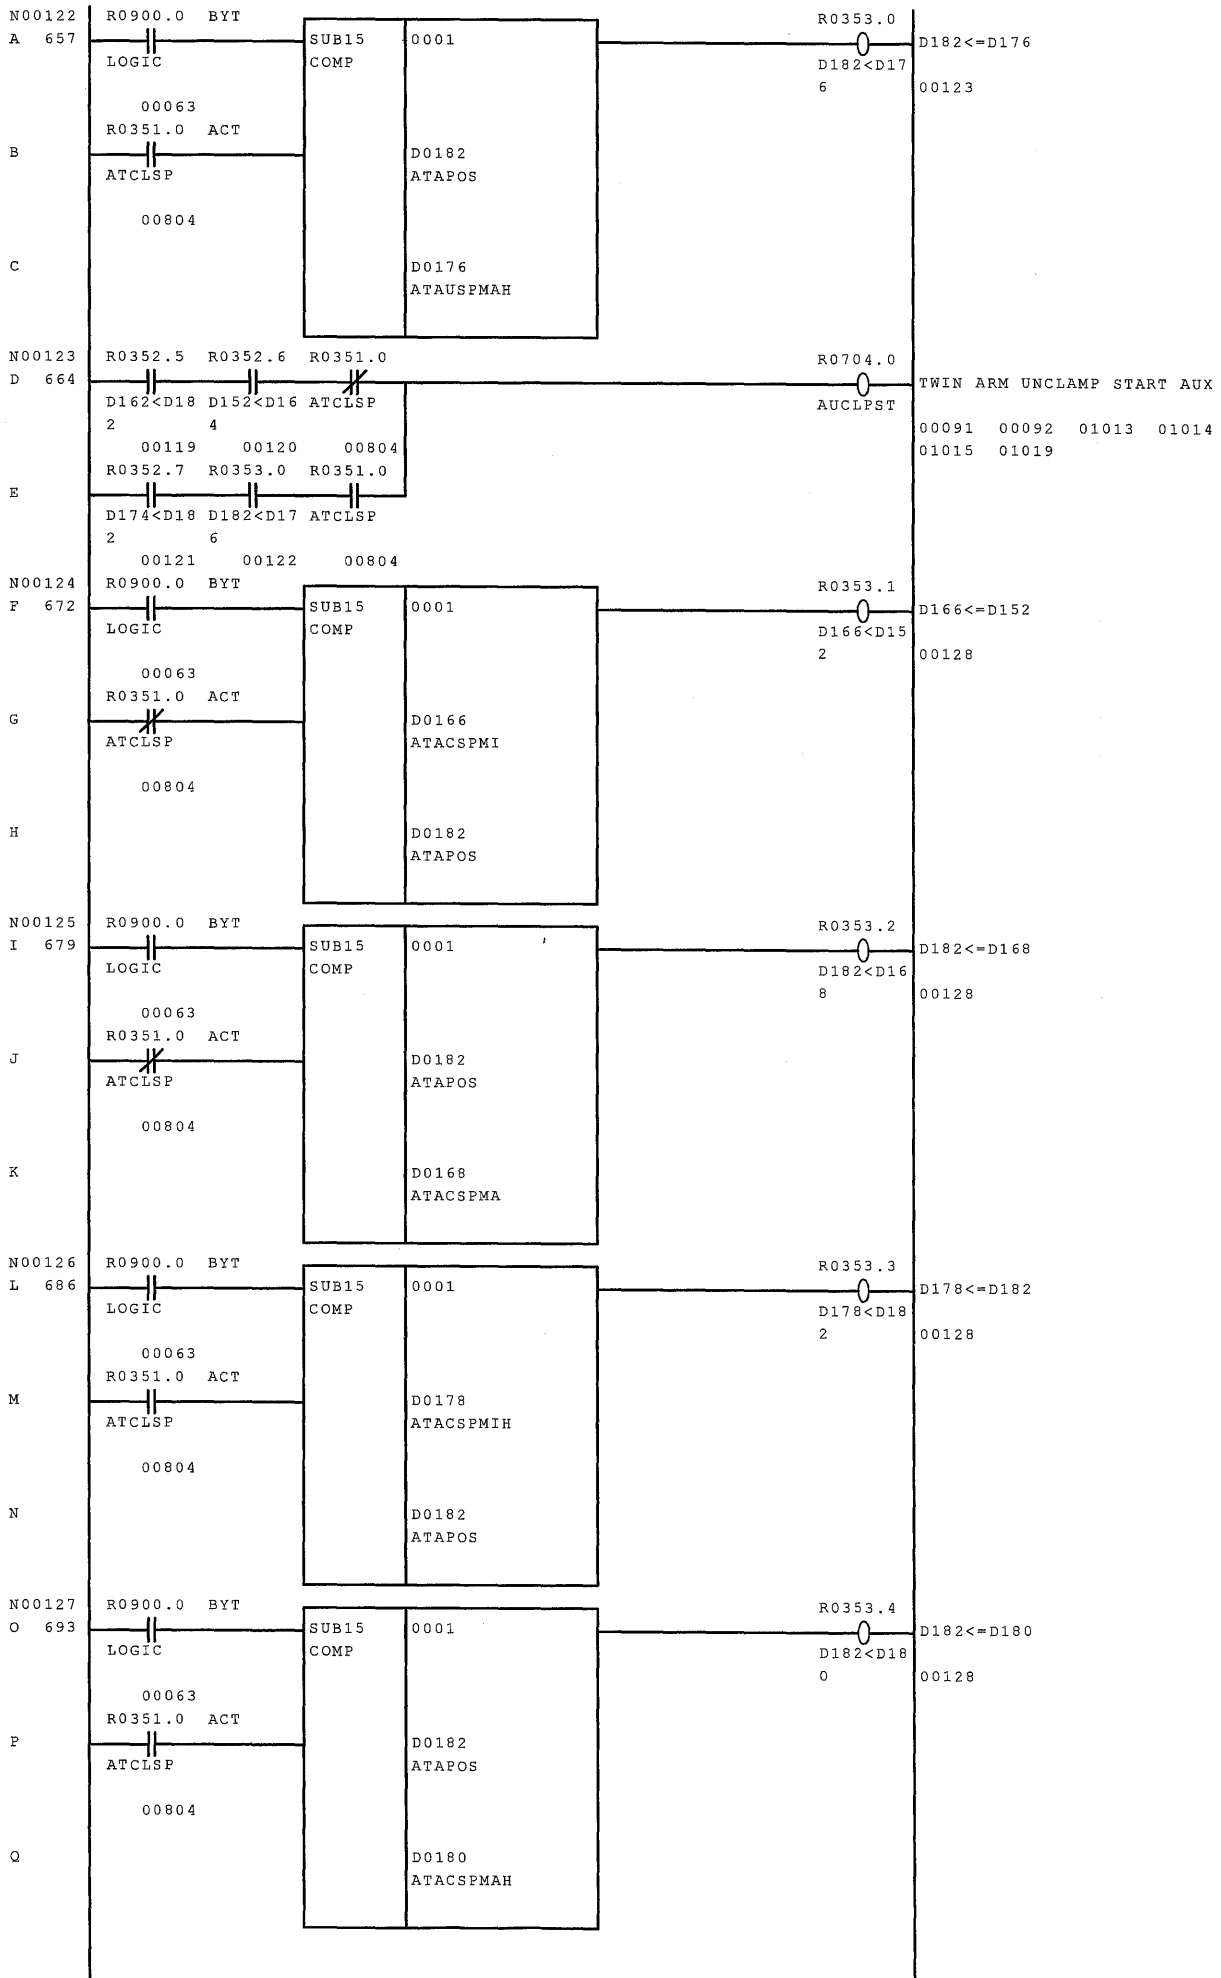 N00122 R0900.0 BYT R0353.0
A 657 SUB15 0001 D182<=D176
LOGIC COMP D182<D17
6 00123
00063
R0351.0 ACT
B D0182
ATCLSP ATAPOS
00804
C D0176
ATAUSPMAH
N00123 R0352.5 R0352.6 R0351.0 R0704.0
D 664 TWIN ARM UNCLAMP START AUX
D162<D18 D152<D16 ATCLSP AUCLPST
2 4 00091 00092 01013 01014
00119 00120 00804 01015 01019
R0352.7 R0353.0 R0351.0
E
D174<D18 D182<D17 ATCLSP
2 6
00121 00122 00804
N00124 R0900.0 BYT R0353.1
F 672 SUB15 0001 D166<=D152
LOGIC COMP D166<D15
2 00128
00063
R0351.0 ACT
G D0166
ATCLSP ATACSPMI
00804
H D0182
ATAPOS
N00125 R0900.0 BYT R0353.2
I 679 SUB15 0001 D182<=D168
LOGIC COMP D182<D16
8 00128
00063
R0351.0 ACT
J D0182
ATCLSP ATAPOS
00804
K D0168
ATACSPMA
N00126 R0900.0 BYT R0353.3
L 686 SUB15 0001 D178<=D182
LOGIC COMP D178<D18
2 00128
00063
R0351.0 ACT
M D0178
ATCLSP ATACSPMIH
00804
N D0182
ATAPOS
N00127 R0900.0 BYT R0353.4
O 693 SUB15 0001 D182<=D180
LOGIC COMP D182<D18
0 00128
00063
R0351.0 ACT
P D0182
ATCLSP ATAPOS
00804
Q D0180
ATACSPMAH